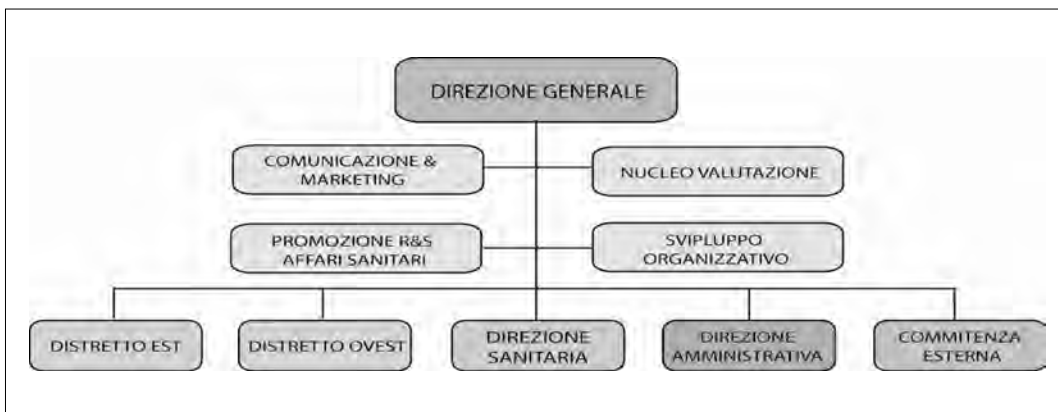 DIREZIONE GENERALE
COMUNICAZIONE &
MARKETING
NUCLEO VALUTAZIONE
PROMOZIONE R&S
AFFARI SANITARI
SVIPLUPPO
ORGANIZZATIVO
DISTRETTO EST
DISTRETTO OVEST
DIREZIONE
SANITARIA
DIREZIONE
AMMINISTRATIVA
COMMITENZA
ESTERNA